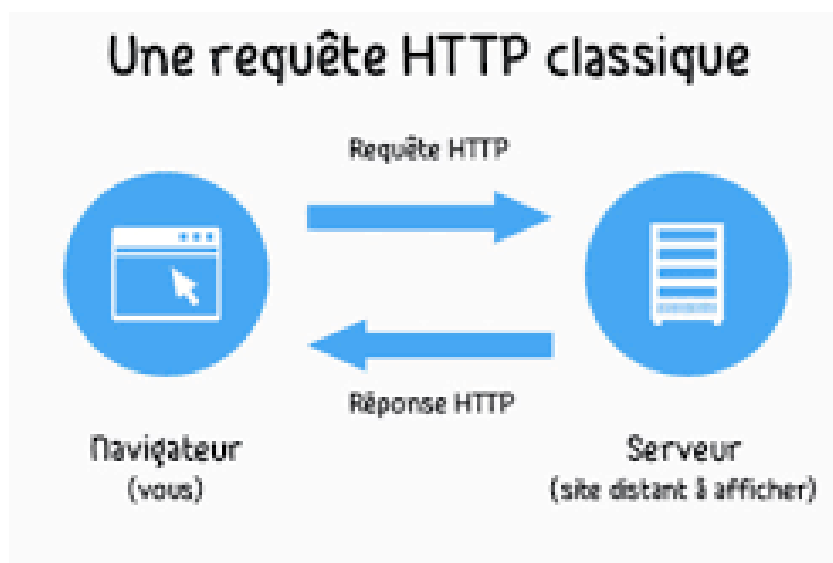 Une requête HTTP classique
Requête HTTP
Réponse HTTP
Navigateur
(vous)
Serveur
(site distant à afficher)